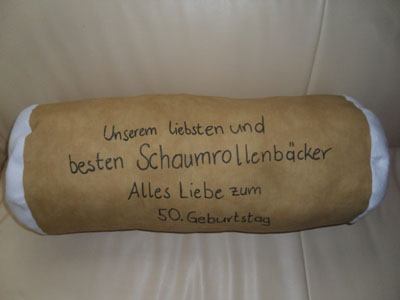 Unserem liebsten und
besten Schaumrollenbäcker
Alles Liebe zum
50. Geburtstag